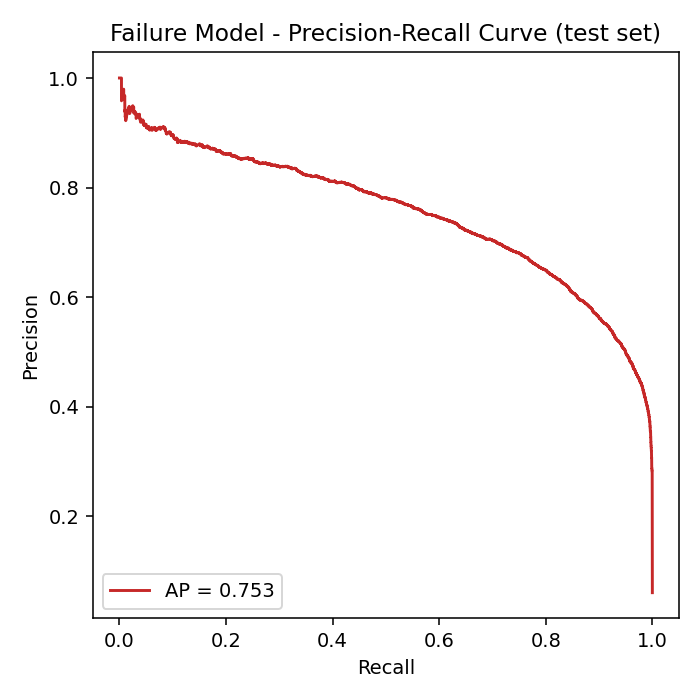 Failure Model - Precision-Recall Curve (test set)
1.0
0.8
0.6
0.4
0.2
Precision
AP = 0.753
0.0 0.2 0.4 0.6 0.8 1.0
Recall